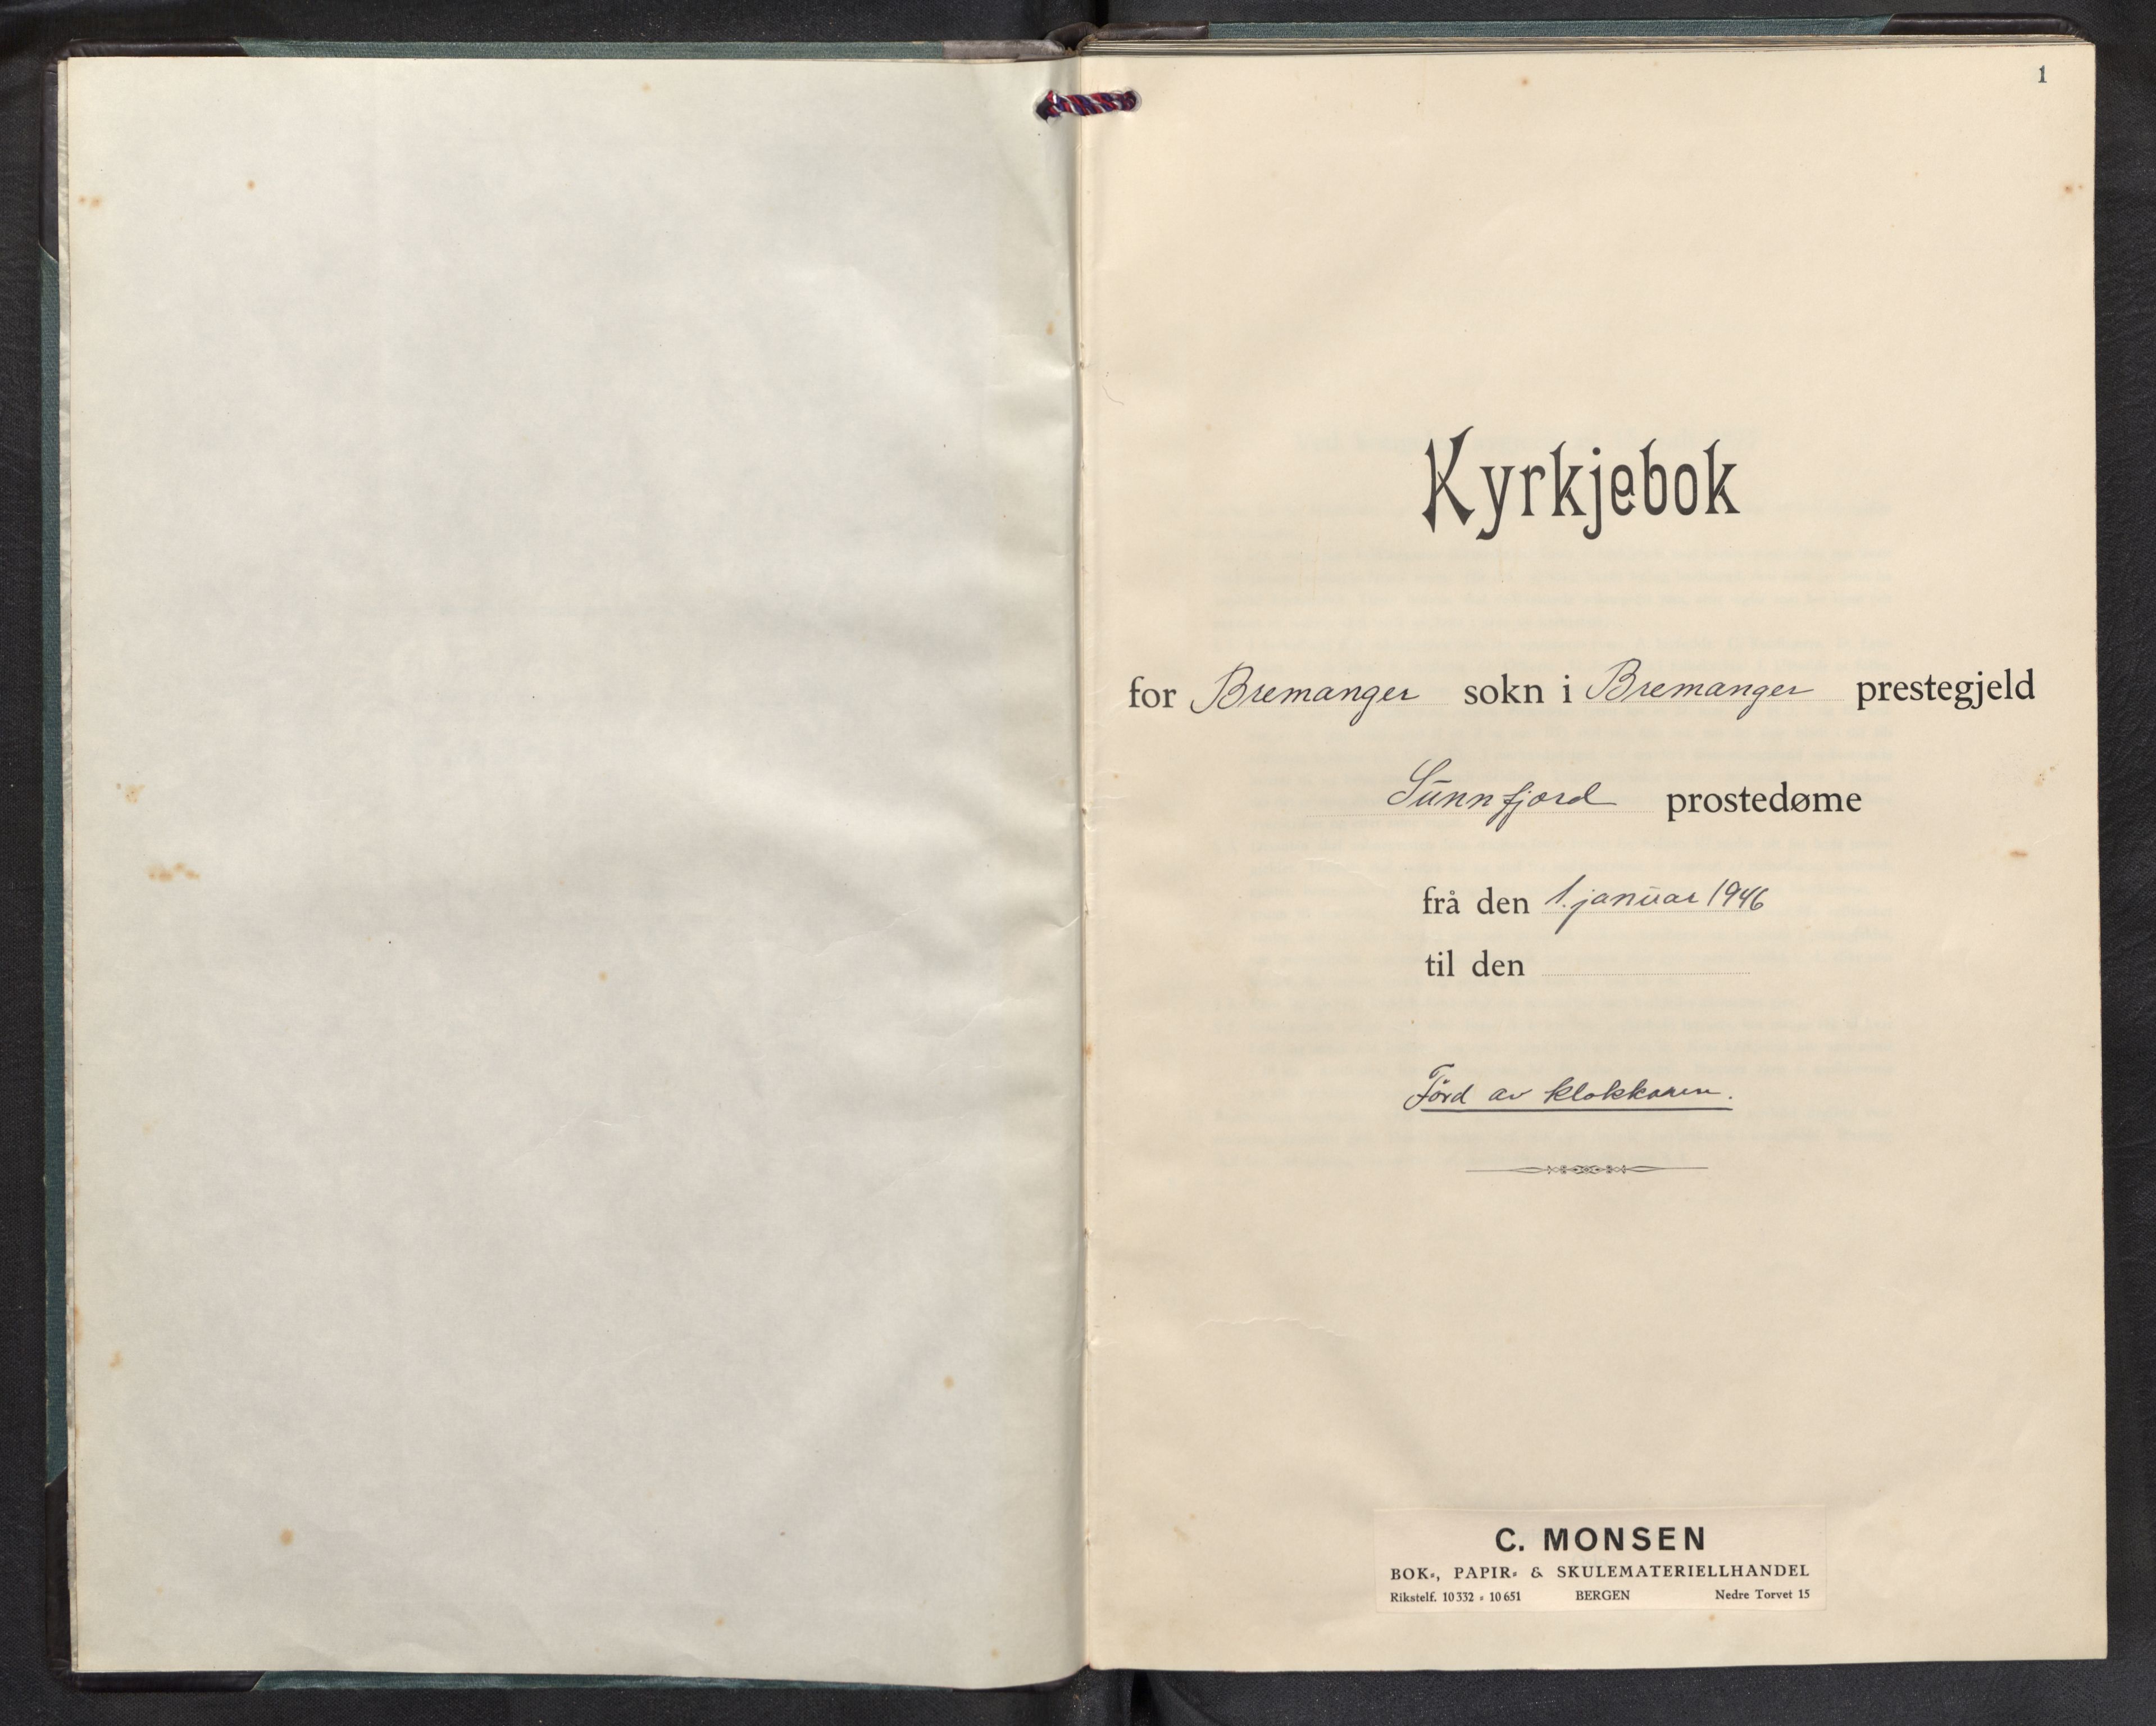 1
Kyrkjebok
for Bremanger sokn i Bremanger prestegjeld
Sunnfjord prostedøme
frå den 1. januar 1946
til den
Förd av klokkaren.
C. MONSEN
BOK-, PAPIR- & SKULEMATERIELLHANDEL
Rikstelf. 10332 - 10651 BERGEN Nedre Torvet 15